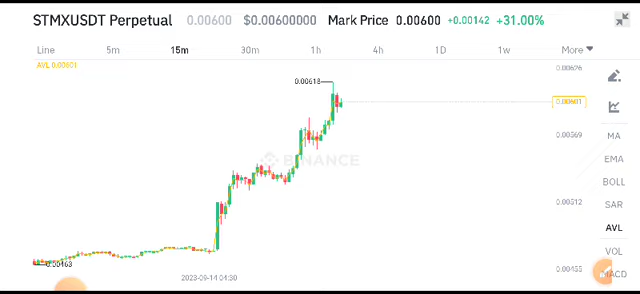 STMXUSDT Perpetual 0.00600 $0.00600000 Mark Price 0.00600 +0.00142 +31.00%
Line 5m 15m 30m 1h 4h 1D 1w More
AVL 0.00601
0.00626
0.00618
0.00601
0.00569
MA
EMA
BINANCE
BOLL
0.00512
SAR
AVL
VOL
0.00463
0.00455
MACD
2023-09-14 04:30